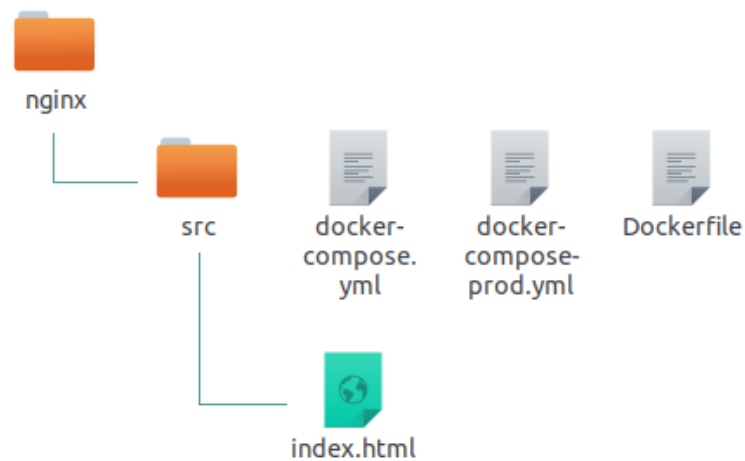 nginx
src
docker-
compose.
yml
docker-
compose-
prod.yml
Dockerfile
index.html